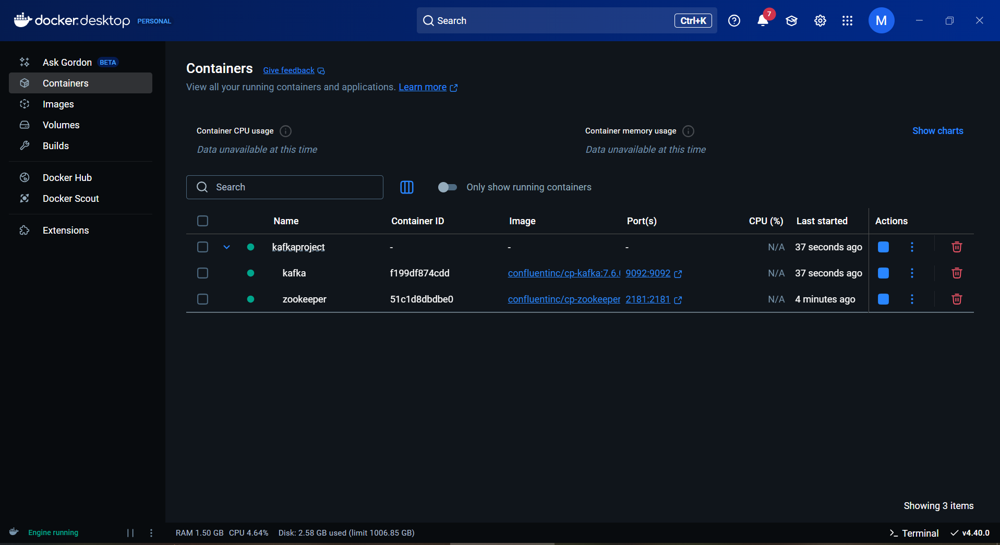 docker.desktop PERSONAL
Search Ctrl+K 7 M
Ask Gordon BETA
Containers
Images
Volumes
Builds
Docker Hub
Docker Scout
Extensions
Containers Give feedback
View all your running containers and applications. Learn more
Container CPU usage
Data unavailable at this time
Container memory usage
Data unavailable at this time
Show charts
Search
Only show running containers
Name Container ID Image Port(s) CPU (%) Last started Actions
kafkaproject - - - N/A 37 seconds ago
kafka f199df874cdd confluentinc/cp-kafka:7.6. 9092:9092 N/A 37 seconds ago
zookeeper 51c1d8dbdbe0 confluentinc/cp-zookeeper 2181:2181 N/A 4 minutes ago
Showing 3 items
Engine running RAM 1.50 GB CPU 4.64% Disk: 2.58 GB used (limit 1006.85 GB) >_ Terminal v4.40.0